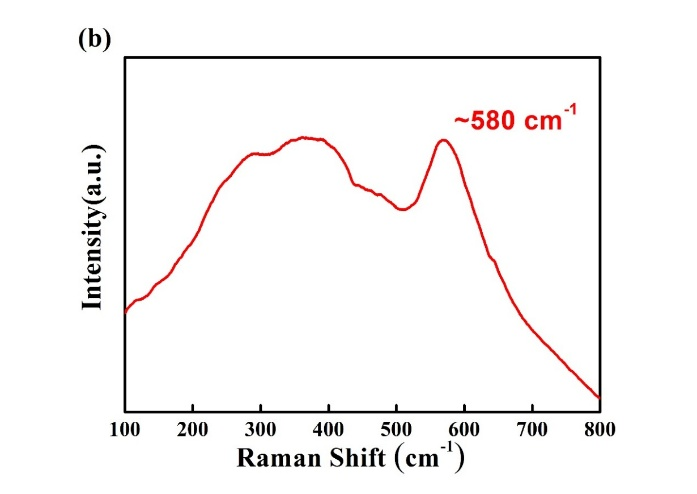 (b)
~580 cm⁻¹
Intensity(a.u.)
100 200 300 400 500 600 700 800
Raman Shift (cm⁻¹)